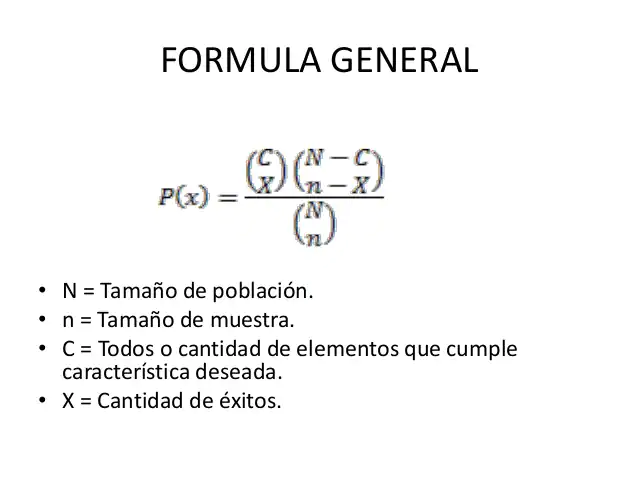 FORMULA GENERAL
P(x) = \frac{\binom{C}{X}\binom{N-C}{n-X}}{\binom{N}{n}}
• N = Tamaño de población.
• n = Tamaño de muestra.
• C = Todos o cantidad de elementos que cumple
característica deseada.
• X = Cantidad de éxitos.